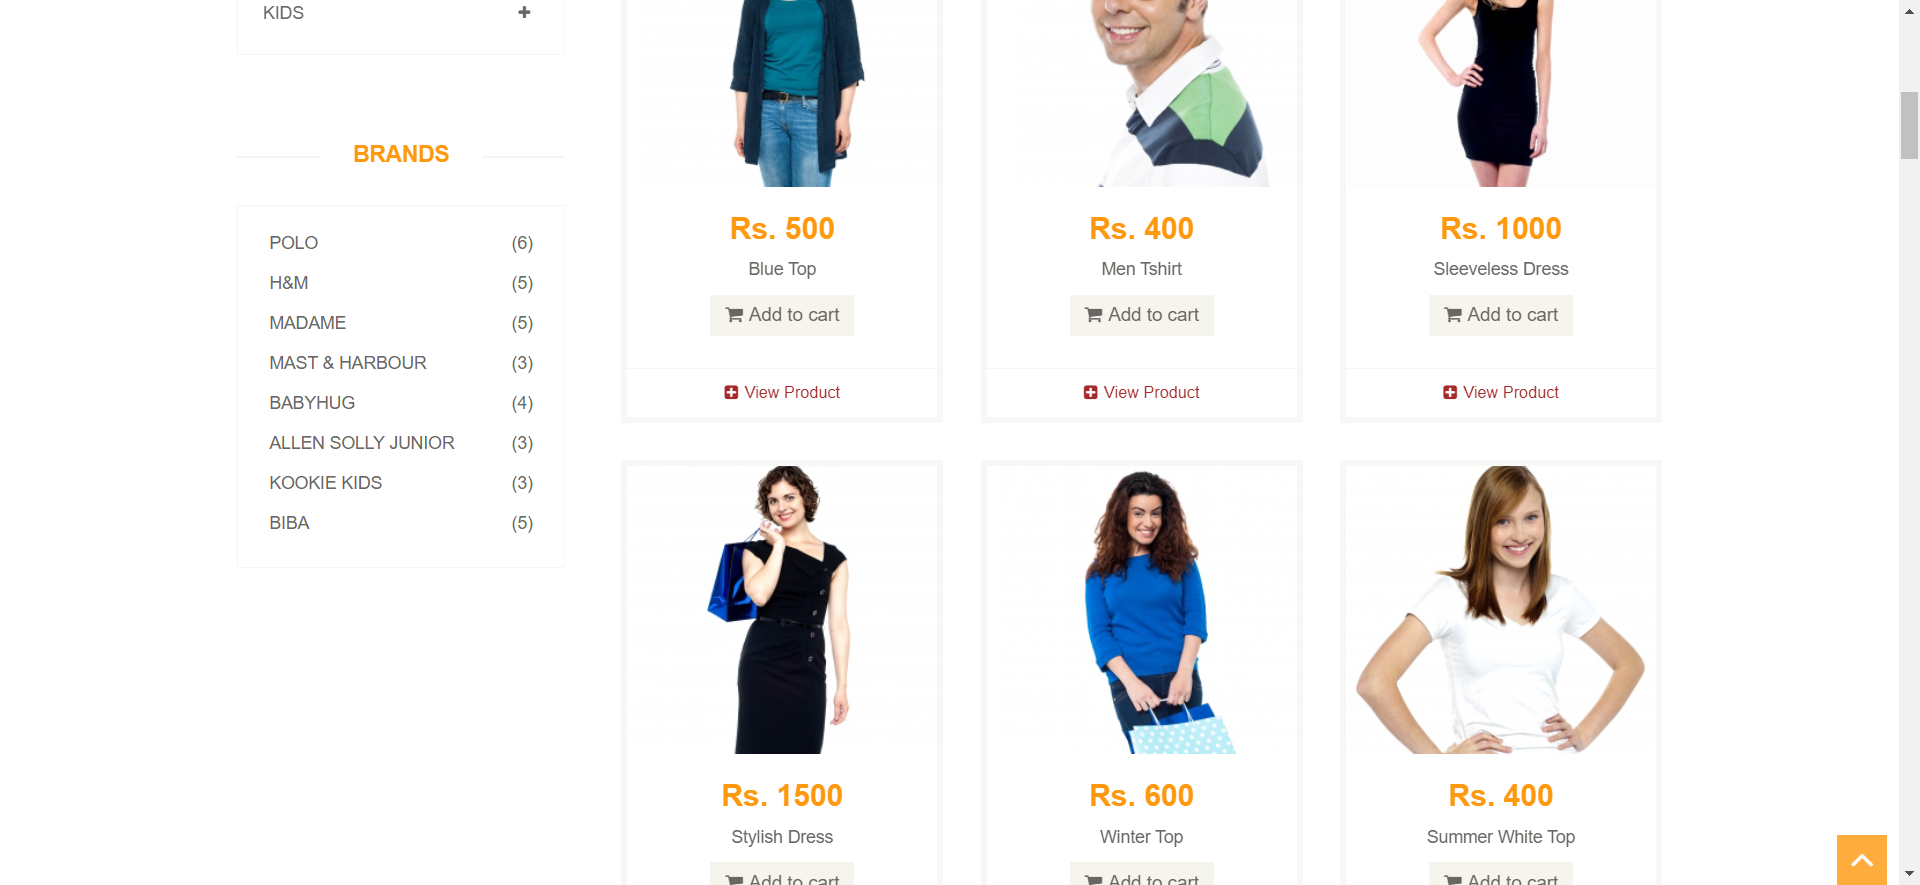 KIDS
BRANDS
POLO (6)
H&M (5)
MADAME (5)
MAST & HARBOUR (3)
BABYHUG (4)
ALLEN SOLLY JUNIOR (3)
KOOKIE KIDS (3)
BIBA (5)
Rs. 500
Blue Top
Add to cart
View Product
Rs. 400
Men Tshirt
Add to cart
View Product
Rs. 1000
Sleeveless Dress
Add to cart
View Product
Rs. 1500
Stylish Dress
Add to cart
Rs. 600
Winter Top
Add to cart
Rs. 400
Summer White Top
Add to cart